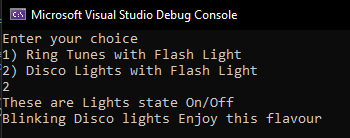 Microsoft Visual Studio Debug Console
Enter your choice
1) Ring Tunes with Flash Light
2) Disco Lights with Flash Light
2
These are Lights state On/Off
Blinking Disco lights Enjoy this flavour